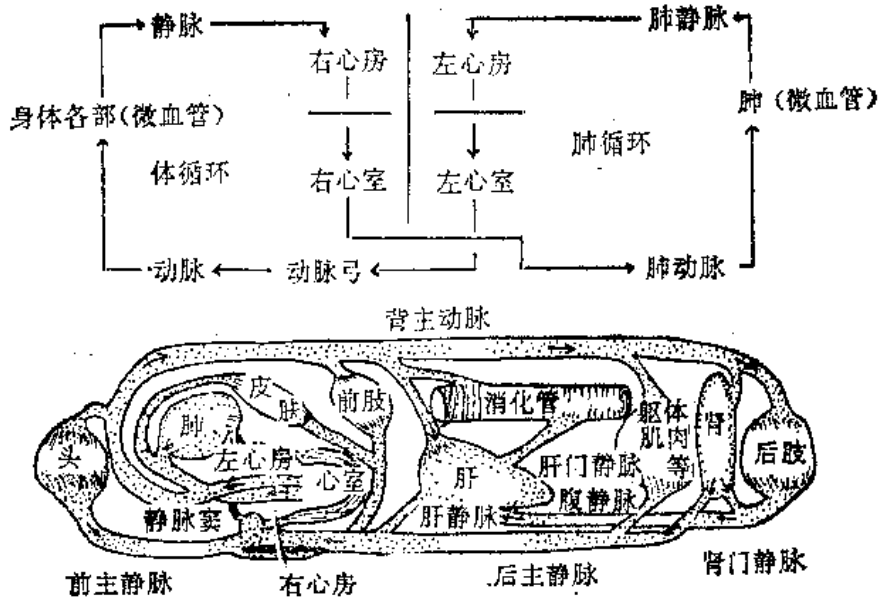 静脉
肺静脉
右心房
左心房
身体各部(微血管)
肺(微血管)
体循环
肺循环
右心室
左心室
动脉
动脉弓
肺动脉
背主动脉
皮肤
前肢
消化管
躯体
肌肉等
肾
肺
头
左心房
心室
肝
肝门静脉
后肢
腹静脉
静脉窦
肝静脉
前主静脉
右心房
后主静脉
肾门静脉